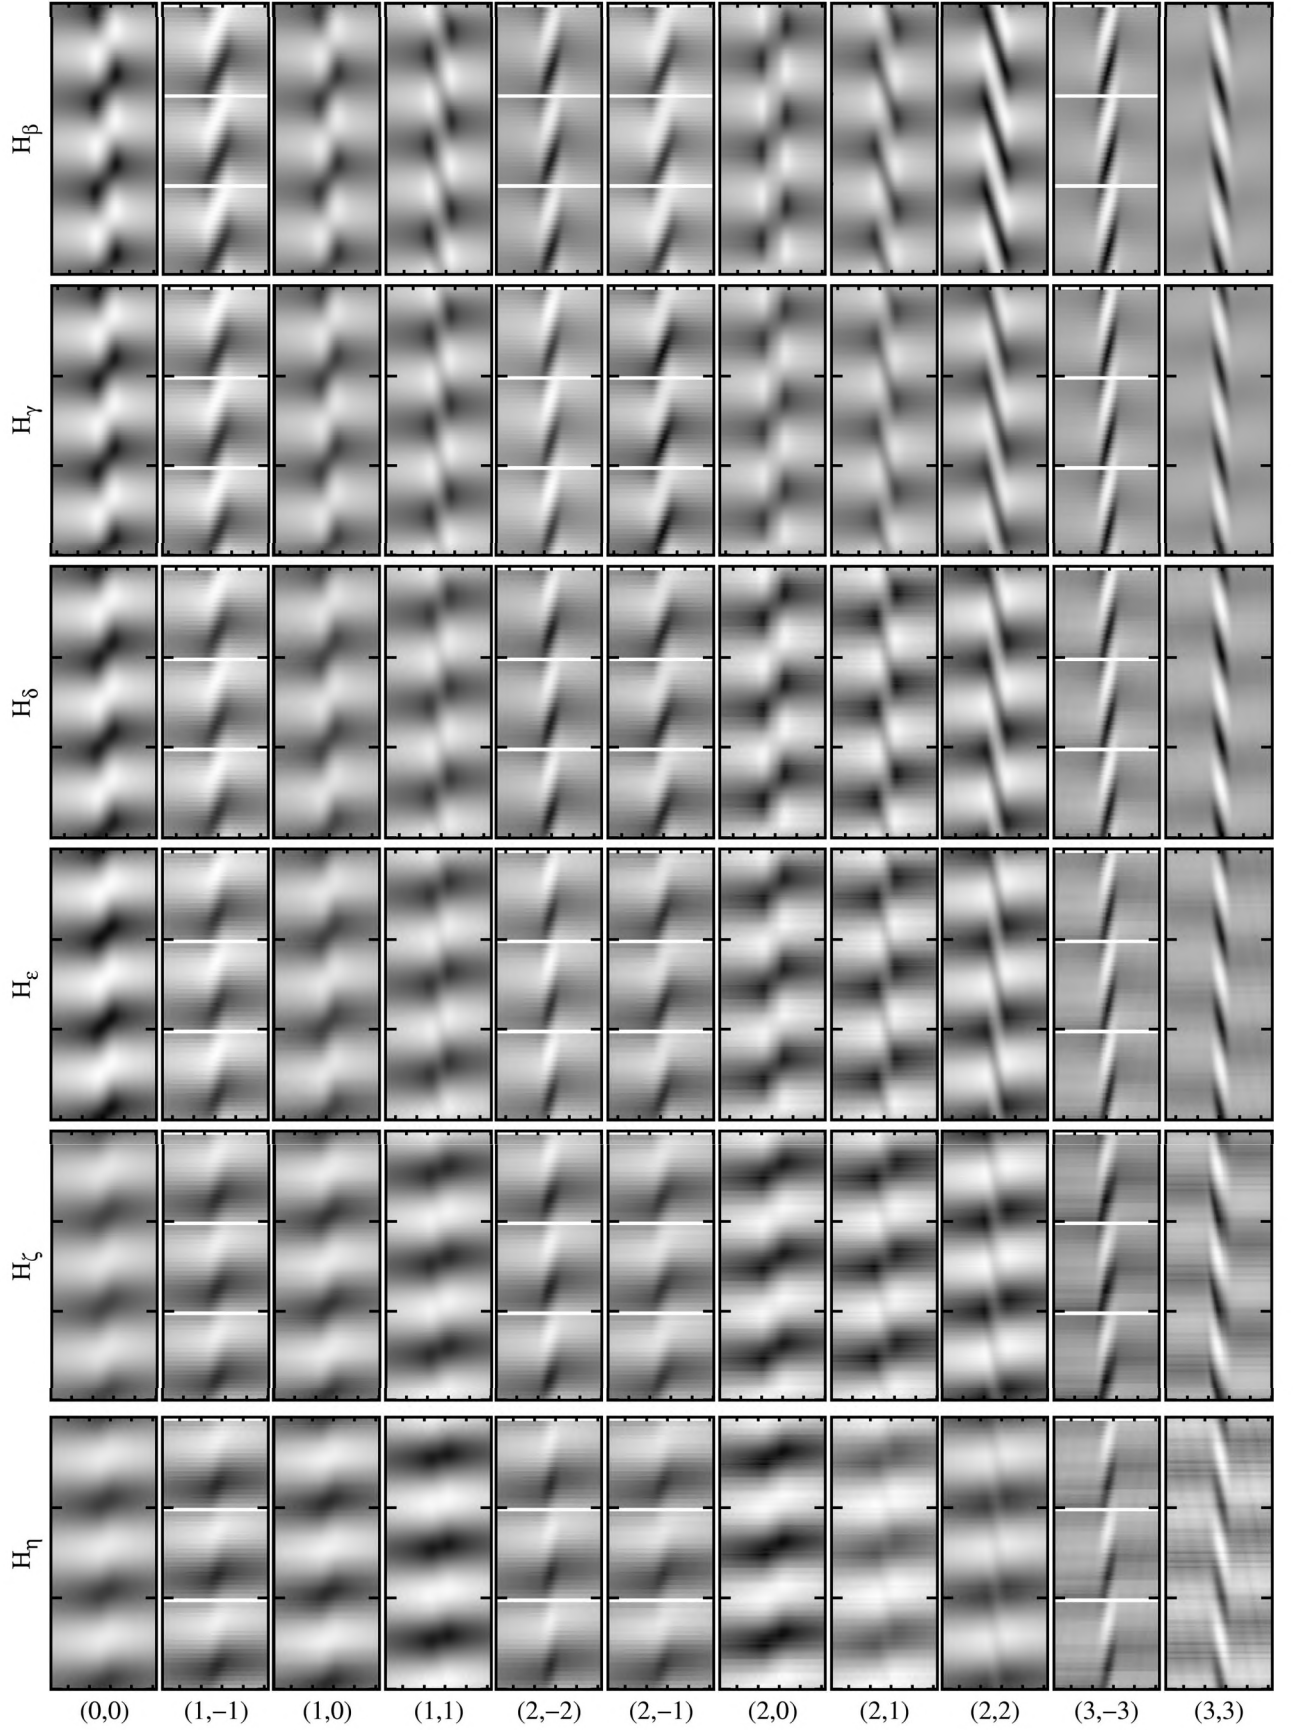 Hβ
Hγ
Hδ
Hε
Hζ
Hη
(0,0) (1,−1) (1,0) (1,1) (2,−2) (2,−1) (2,0) (2,1) (2,2) (3,−3) (3,3)